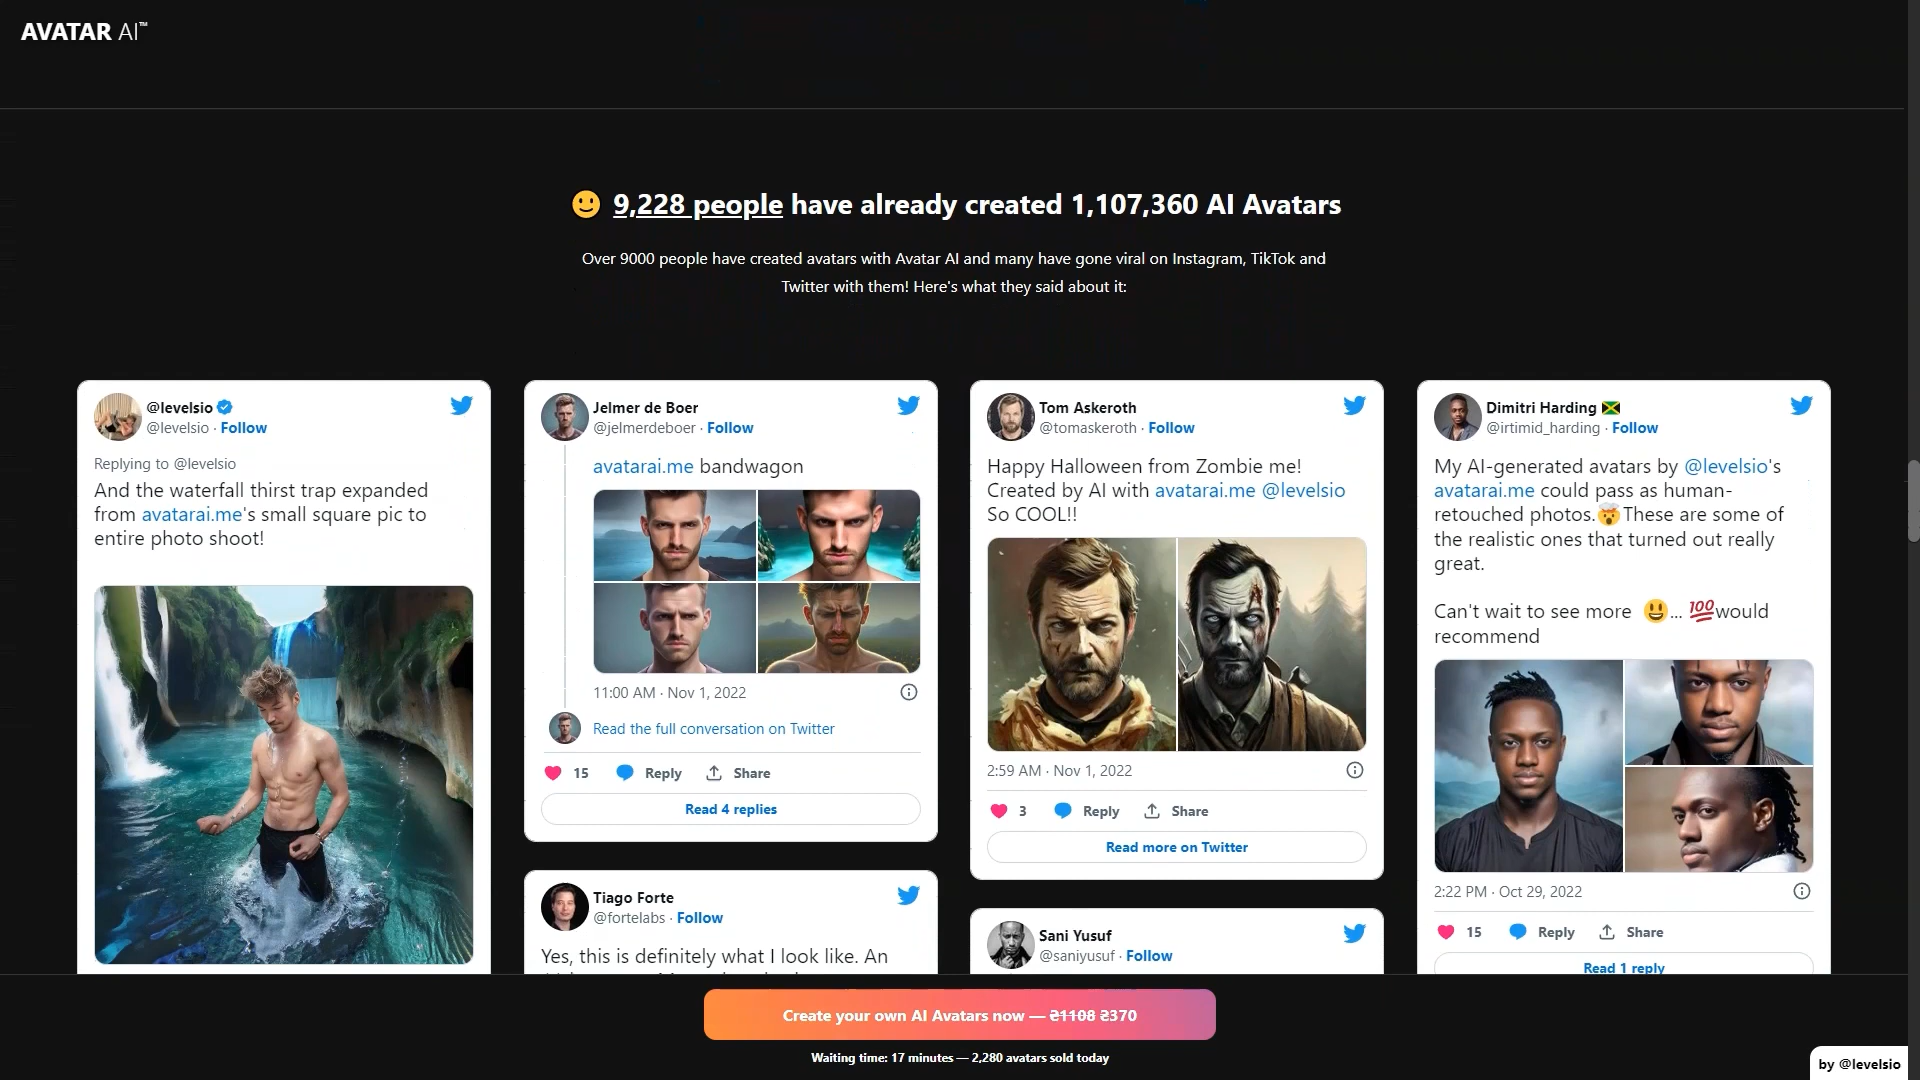 AVATAR AI™
🙂 9,228 people have already created 1,107,360 AI Avatars
Over 9000 people have created avatars with Avatar AI and many have gone viral on Instagram, TikTok and
Twitter with them! Here's what they said about it:
@levelsio
@levelsio · Follow
Replying to @levelsio
And the waterfall thirst trap expanded
from avatarai.me's small square pic to
entire photo shoot!
Jelmer de Boer
@jelmerdeboer · Follow
avatarai.me bandwagon
11:00 AM · Nov 1, 2022
Read the full conversation on Twitter
15 Reply Share
Read 4 replies
Tiago Forte
@fortelabs · Follow
Yes, this is definitely what I look like. An
Tom Askeroth
@tomaskeroth · Follow
Happy Halloween from Zombie me!
Created by AI with avatarai.me @levelsio
So COOL!!
2:59 AM · Nov 1, 2022
3 Reply Share
Read more on Twitter
Sani Yusuf
@saniyusuf · Follow
Dimitri Harding 🇯🇲
@irtimid_harding · Follow
My AI-generated avatars by @levelsio's
avatarai.me could pass as human-
retouched photos.🤯These are some of
the realistic ones that turned out really
great.
Can't wait to see more 😃... 💯would
recommend
2:22 PM · Oct 29, 2022
15 Reply Share
Read 1 reply
Create your own AI Avatars now — ₴1108 ₴370
Waiting time: 17 minutes — 2,280 avatars sold today
by @levelsio